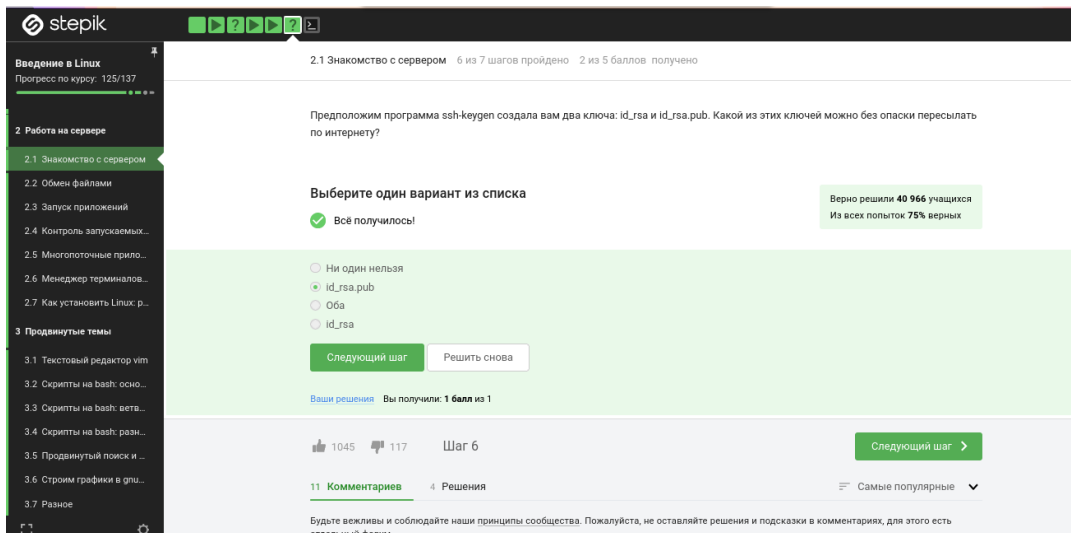 stepik
Введение в Linux
Прогресс по курсу: 125/137
2 Работа на сервере
2.1 Знакомство с сервером
2.2 Обмен файлами
2.3 Запуск приложений
2.4 Контроль запускаемых...
2.5 Многопоточные прило...
2.6 Менеджер терминалов...
2.7 Как установить Linux: р...
3 Продвинутые темы
3.1 Текстовый редактор vim
3.2 Скрипты на bash: осно...
3.3 Скрипты на bash: ветв...
3.4 Скрипты на bash: разн...
3.5 Продвинутый поиск и ...
3.6 Строим графики в gnu...
3.7 Разное
2.1 Знакомство с сервером 6 из 7 шагов пройдено 2 из 5 баллов получено
Предположим программа ssh-keygen создала вам два ключа: id_rsa и id_rsa.pub. Какой из этих ключей можно без опаски пересылать
по интернету?
Выберите один вариант из списка
Всё получилось!
Верно решили 40 966 учащихся
Из всех попыток 75% верных
Ни один нельзя
id_rsa.pub
Оба
id_rsa
Следующий шаг Решить снова
Ваши решения Вы получили: 1 балл из 1
1045 117 Шаг 6 Следующий шаг
11 Комментариев 4 Решения Самые популярные
Будьте вежливы и соблюдайте наши принципы сообщества. Пожалуйста, не оставляйте решения и подсказки в комментариях, для этого есть